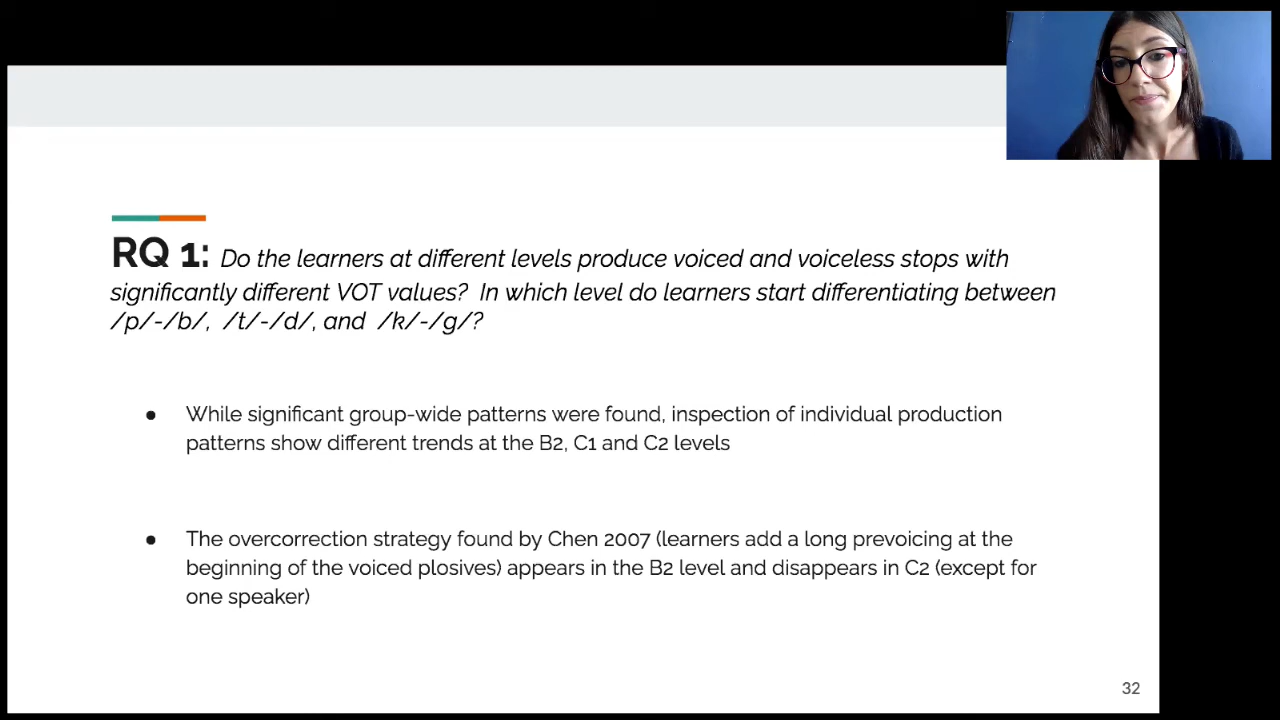 RQ 1: Do the learners at different levels produce voiced and voiceless stops with
significantly different VOT values? In which level do learners start differentiating between
/p/-/b/, /t/-/d/, and /k/-/g/?
● While significant group-wide patterns were found, inspection of individual production
patterns show different trends at the B2, C1 and C2 levels
● The overcorrection strategy found by Chen 2007 (learners add a long prevoicing at the
beginning of the voiced plosives) appears in the B2 level and disappears in C2 (except for
one speaker)
32